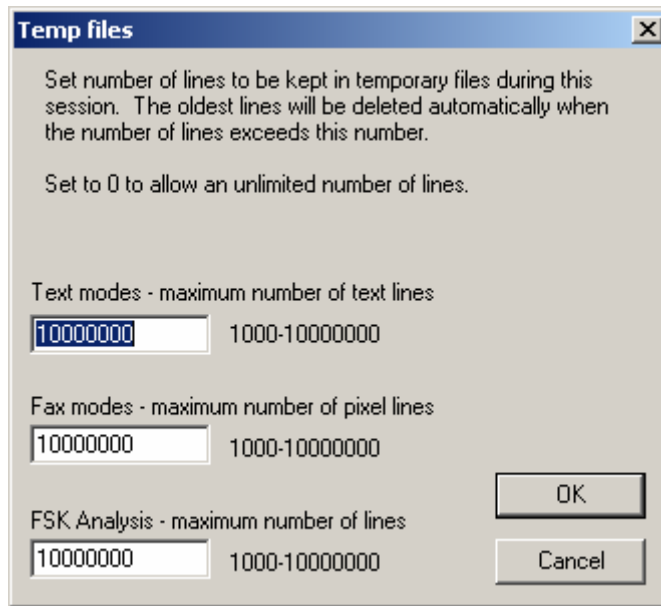 Temp files
Set number of lines to be kept in temporary files during this
session. The oldest lines will be deleted automatically when
the number of lines exceeds this number.
Set to 0 to allow an unlimited number of lines.
Text modes - maximum number of text lines
10000000 1000-10000000
Fax modes - maximum number of pixel lines
10000000 1000-10000000
OK
FSK Analysis - maximum number of lines
10000000 1000-10000000
Cancel